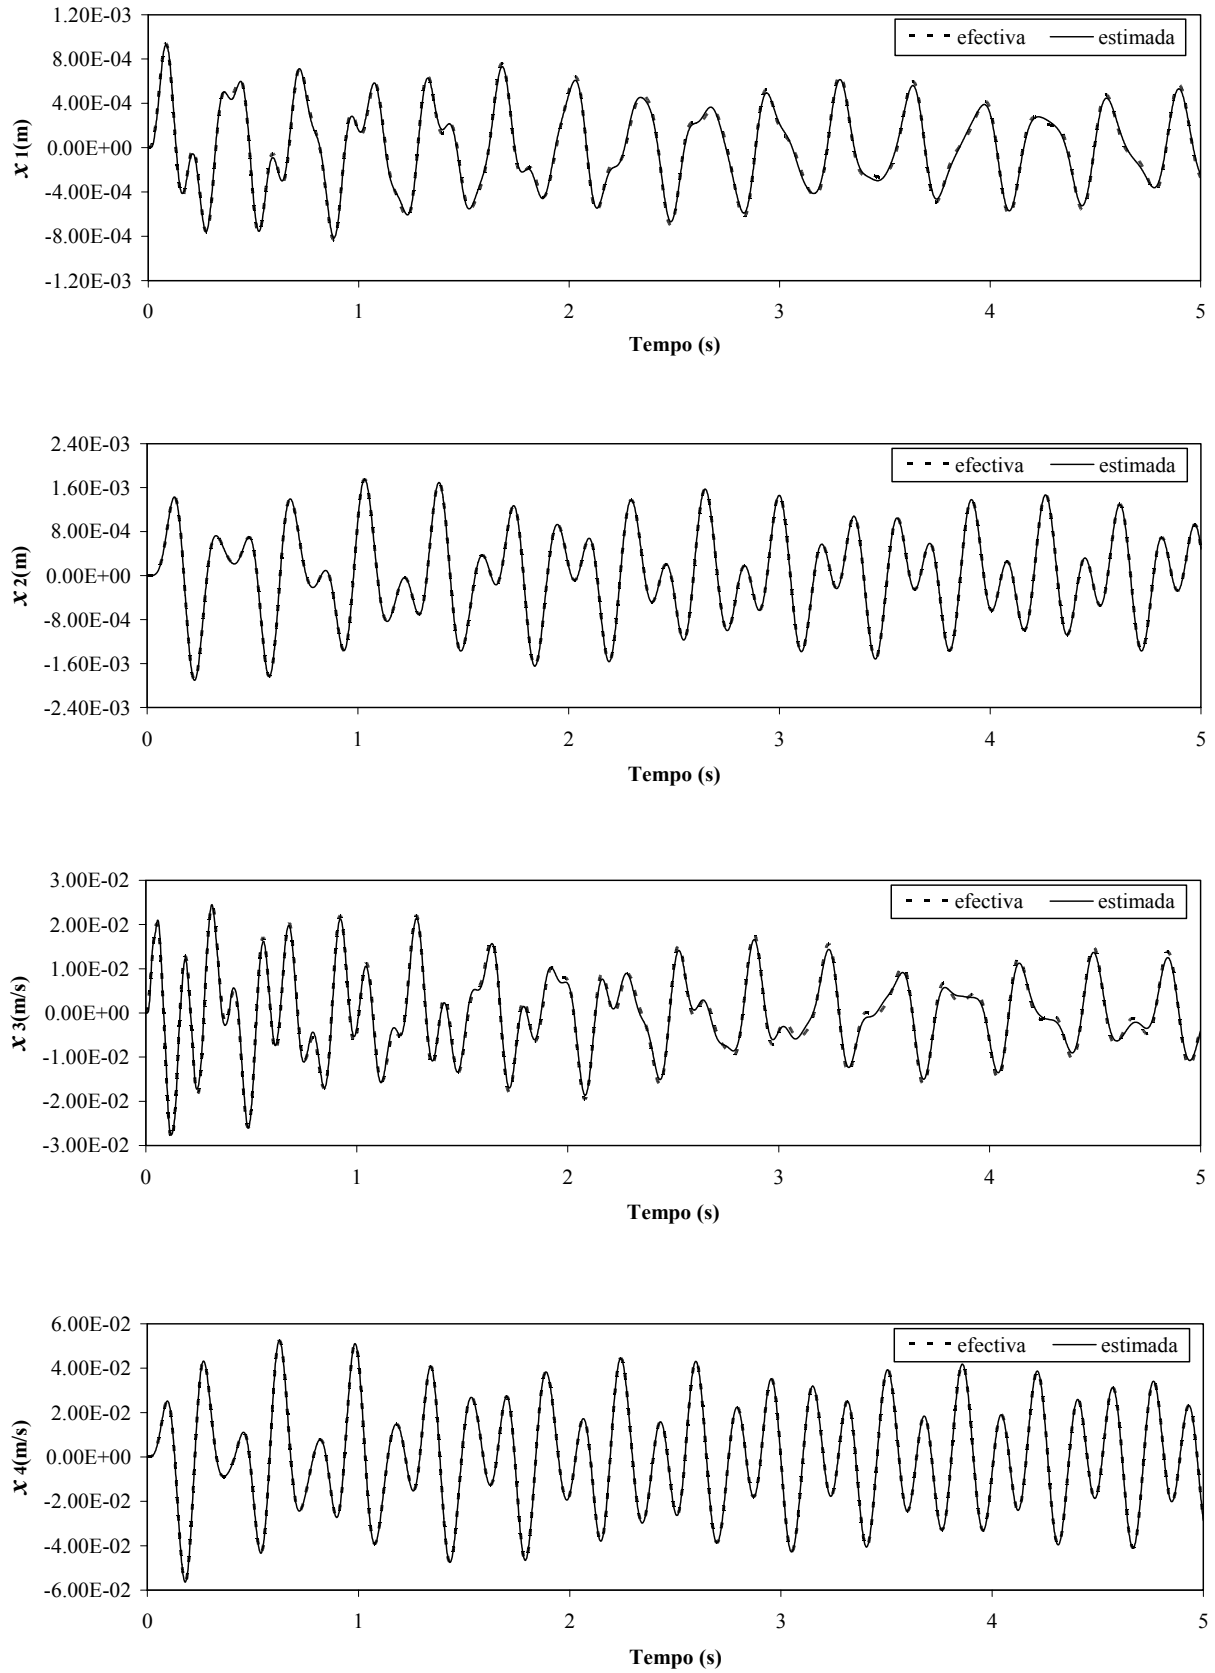 1.20E-03
8.00E-04
4.00E-04
0.00E+00
-4.00E-04
-8.00E-04
-1.20E-03
x 1(m)
efectiva estimada
0 1 2 3 4 5
Tempo (s)
2.40E-03
1.60E-03
8.00E-04
0.00E+00
-8.00E-04
-1.60E-03
-2.40E-03
x 2(m)
efectiva estimada
0 1 2 3 4 5
Tempo (s)
3.00E-02
2.00E-02
1.00E-02
0.00E+00
-1.00E-02
-2.00E-02
-3.00E-02
x 3(m/s)
efectiva estimada
0 1 2 3 4 5
Tempo (s)
6.00E-02
4.00E-02
2.00E-02
0.00E+00
-2.00E-02
-4.00E-02
-6.00E-02
x 4(m/s)
efectiva estimada
0 1 2 3 4 5
Tempo (s)